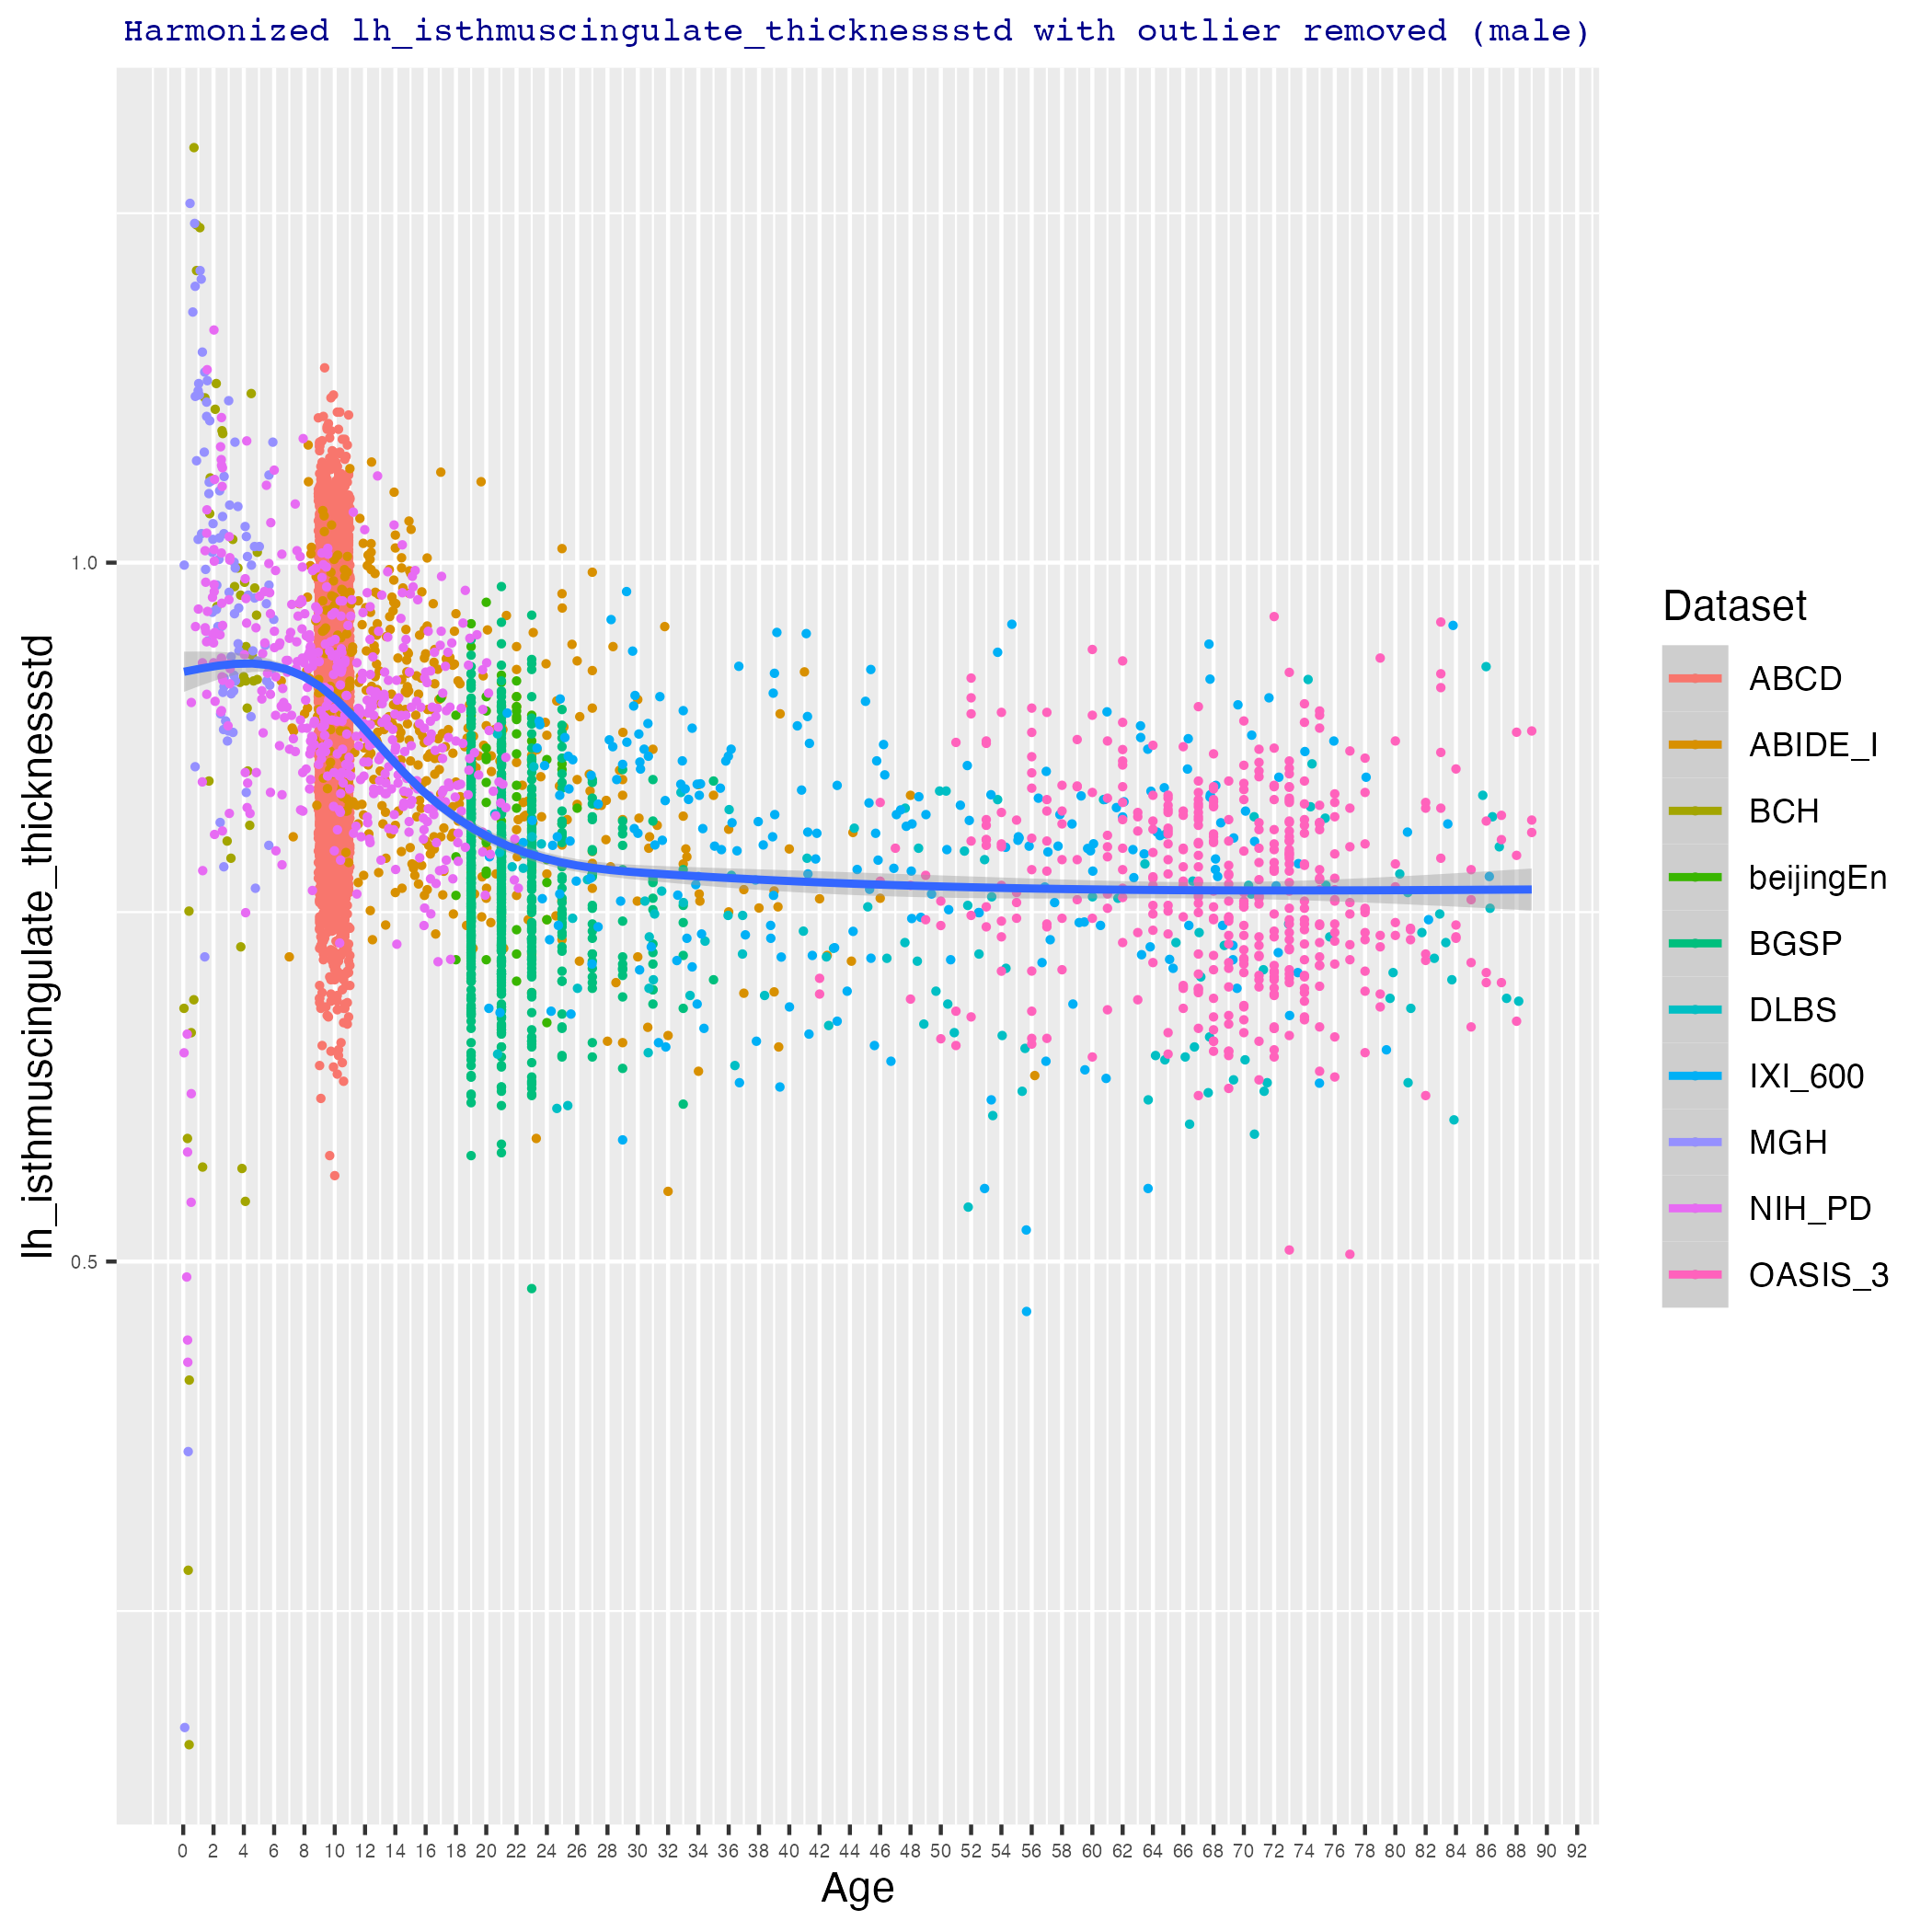 Harmonized lh_isthmuscingulate_thicknessstd with outlier removed (male)
lh_isthmuscingulate_thicknessstd
1.0
0.5
0 2 4 6 8 10 12 14 16 18 20 22 24 26 28 30 32 34 36 38 40 42 44 46 48 50 52 54 56 58 60 62 64 66 68 70 72 74 76 78 80 82 84 86 88 90 92
Age
Dataset
ABCD
ABIDE_I
BCH
beijingEn
BGSP
DLBS
IXI_600
MGH
NIH_PD
OASIS_3